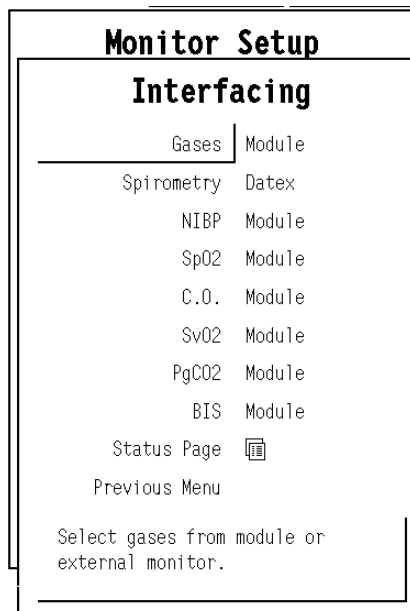 Monitor Setup
Interfacing
Gases Module
Spirometry Datex
NIBP Module
SpO2 Module
C.O. Module
SvO2 Module
PgCO2 Module
BIS Module
Status Page
Previous Menu
Select gases from module or
external monitor.